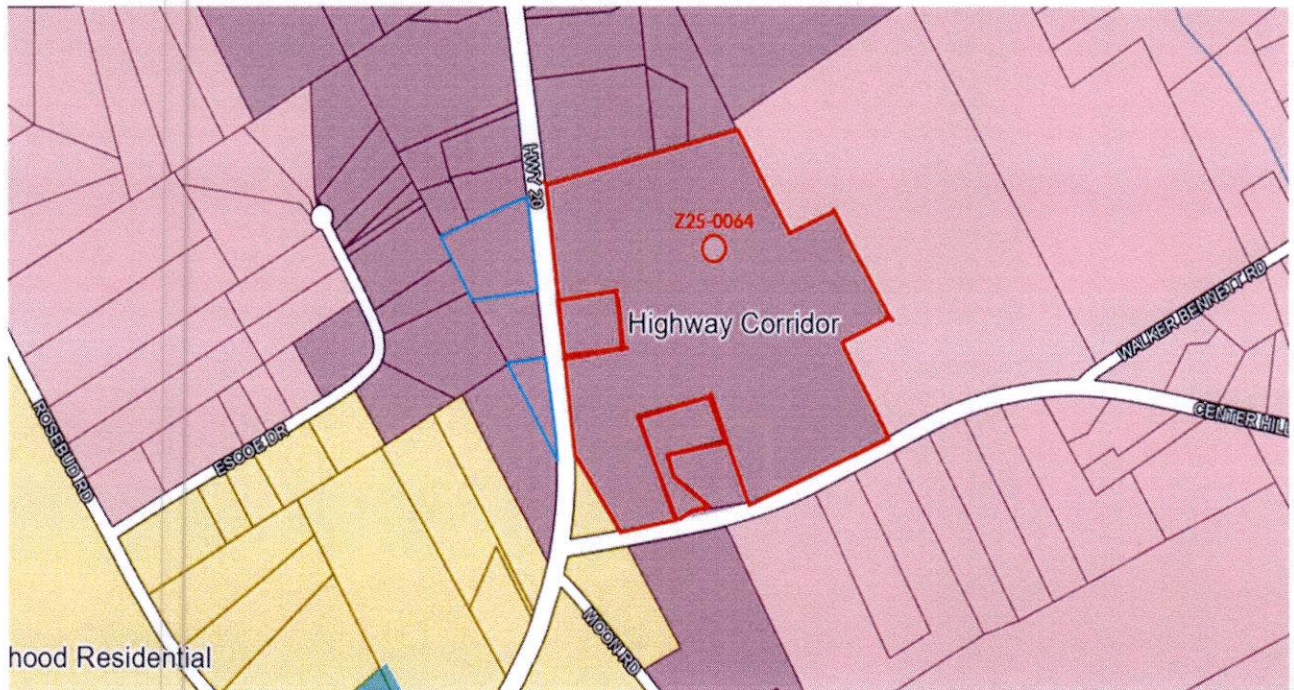 HWY 20
Z25-0064
Highway Corridor
WALKER BENNETT RD
CENTER HILL
ROSEBUD RD
ESCOE DR
MOON RD
hood Residential